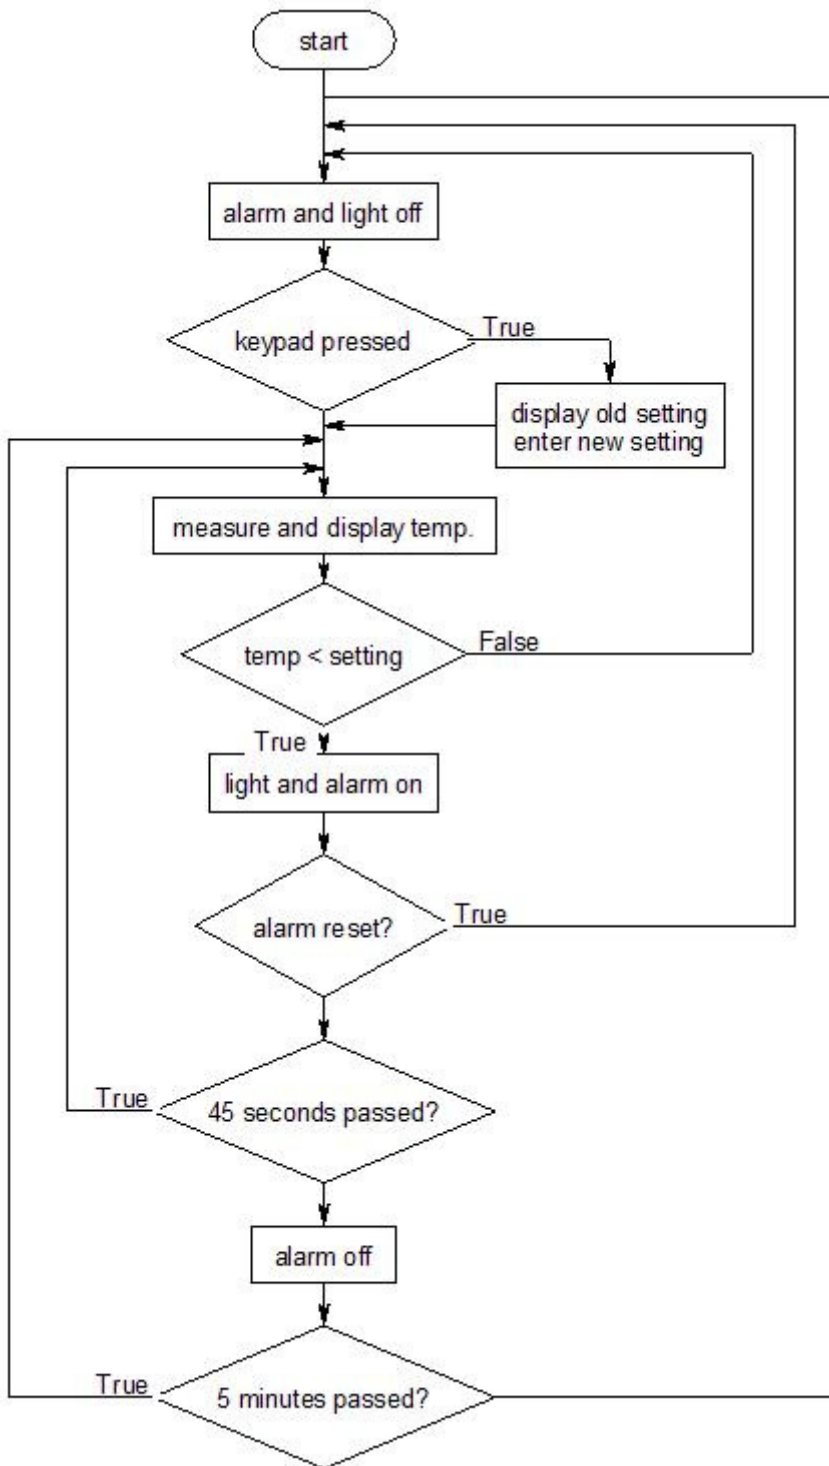 start
alarm and light off
keypad pressed
True
display old setting
enter new setting
measure and display temp.
temp < setting
False
True
light and alarm on
alarm reset?
True
True
45 seconds passed?
alarm off
True
5 minutes passed?